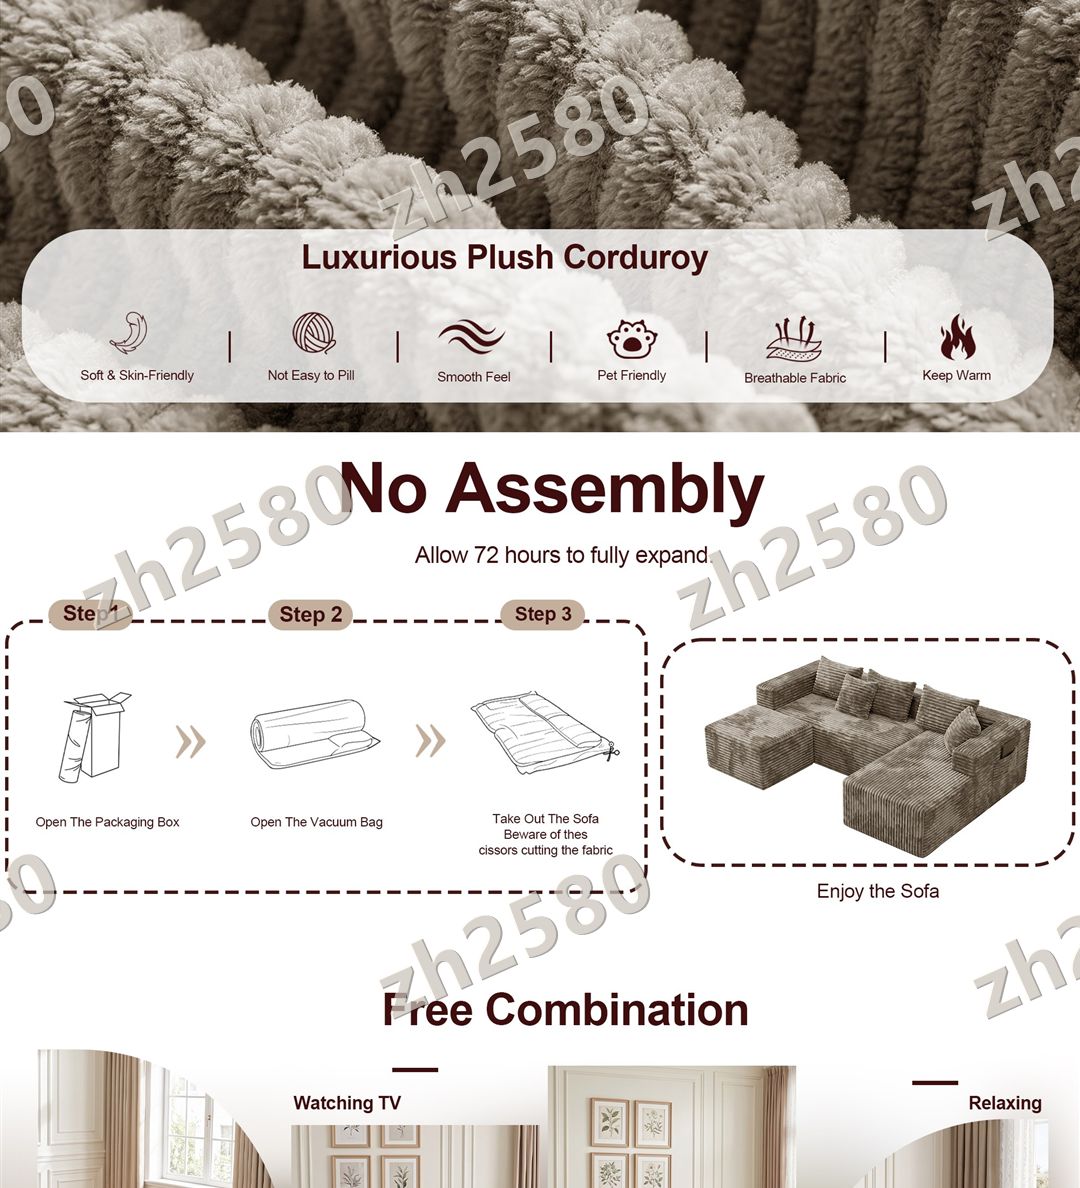 zh2580
zh2580
Luxurious Plush Corduroy
Soft & Skin-Friendly
Not Easy to Pill
Smooth Feel
Pet Friendly
Breathable Fabric
Keep Warm
No Assembly
Allow 72 hours to fully expand.
zh2580
zh2580
Step1
Step 2
Step 3
Open The Packaging Box
Open The Vacuum Bag
Take Out The Sofa
Beware of thes
cissors cutting the fabric
Enjoy the Sofa
zh2580
Free Combination
Watching TV
Relaxing